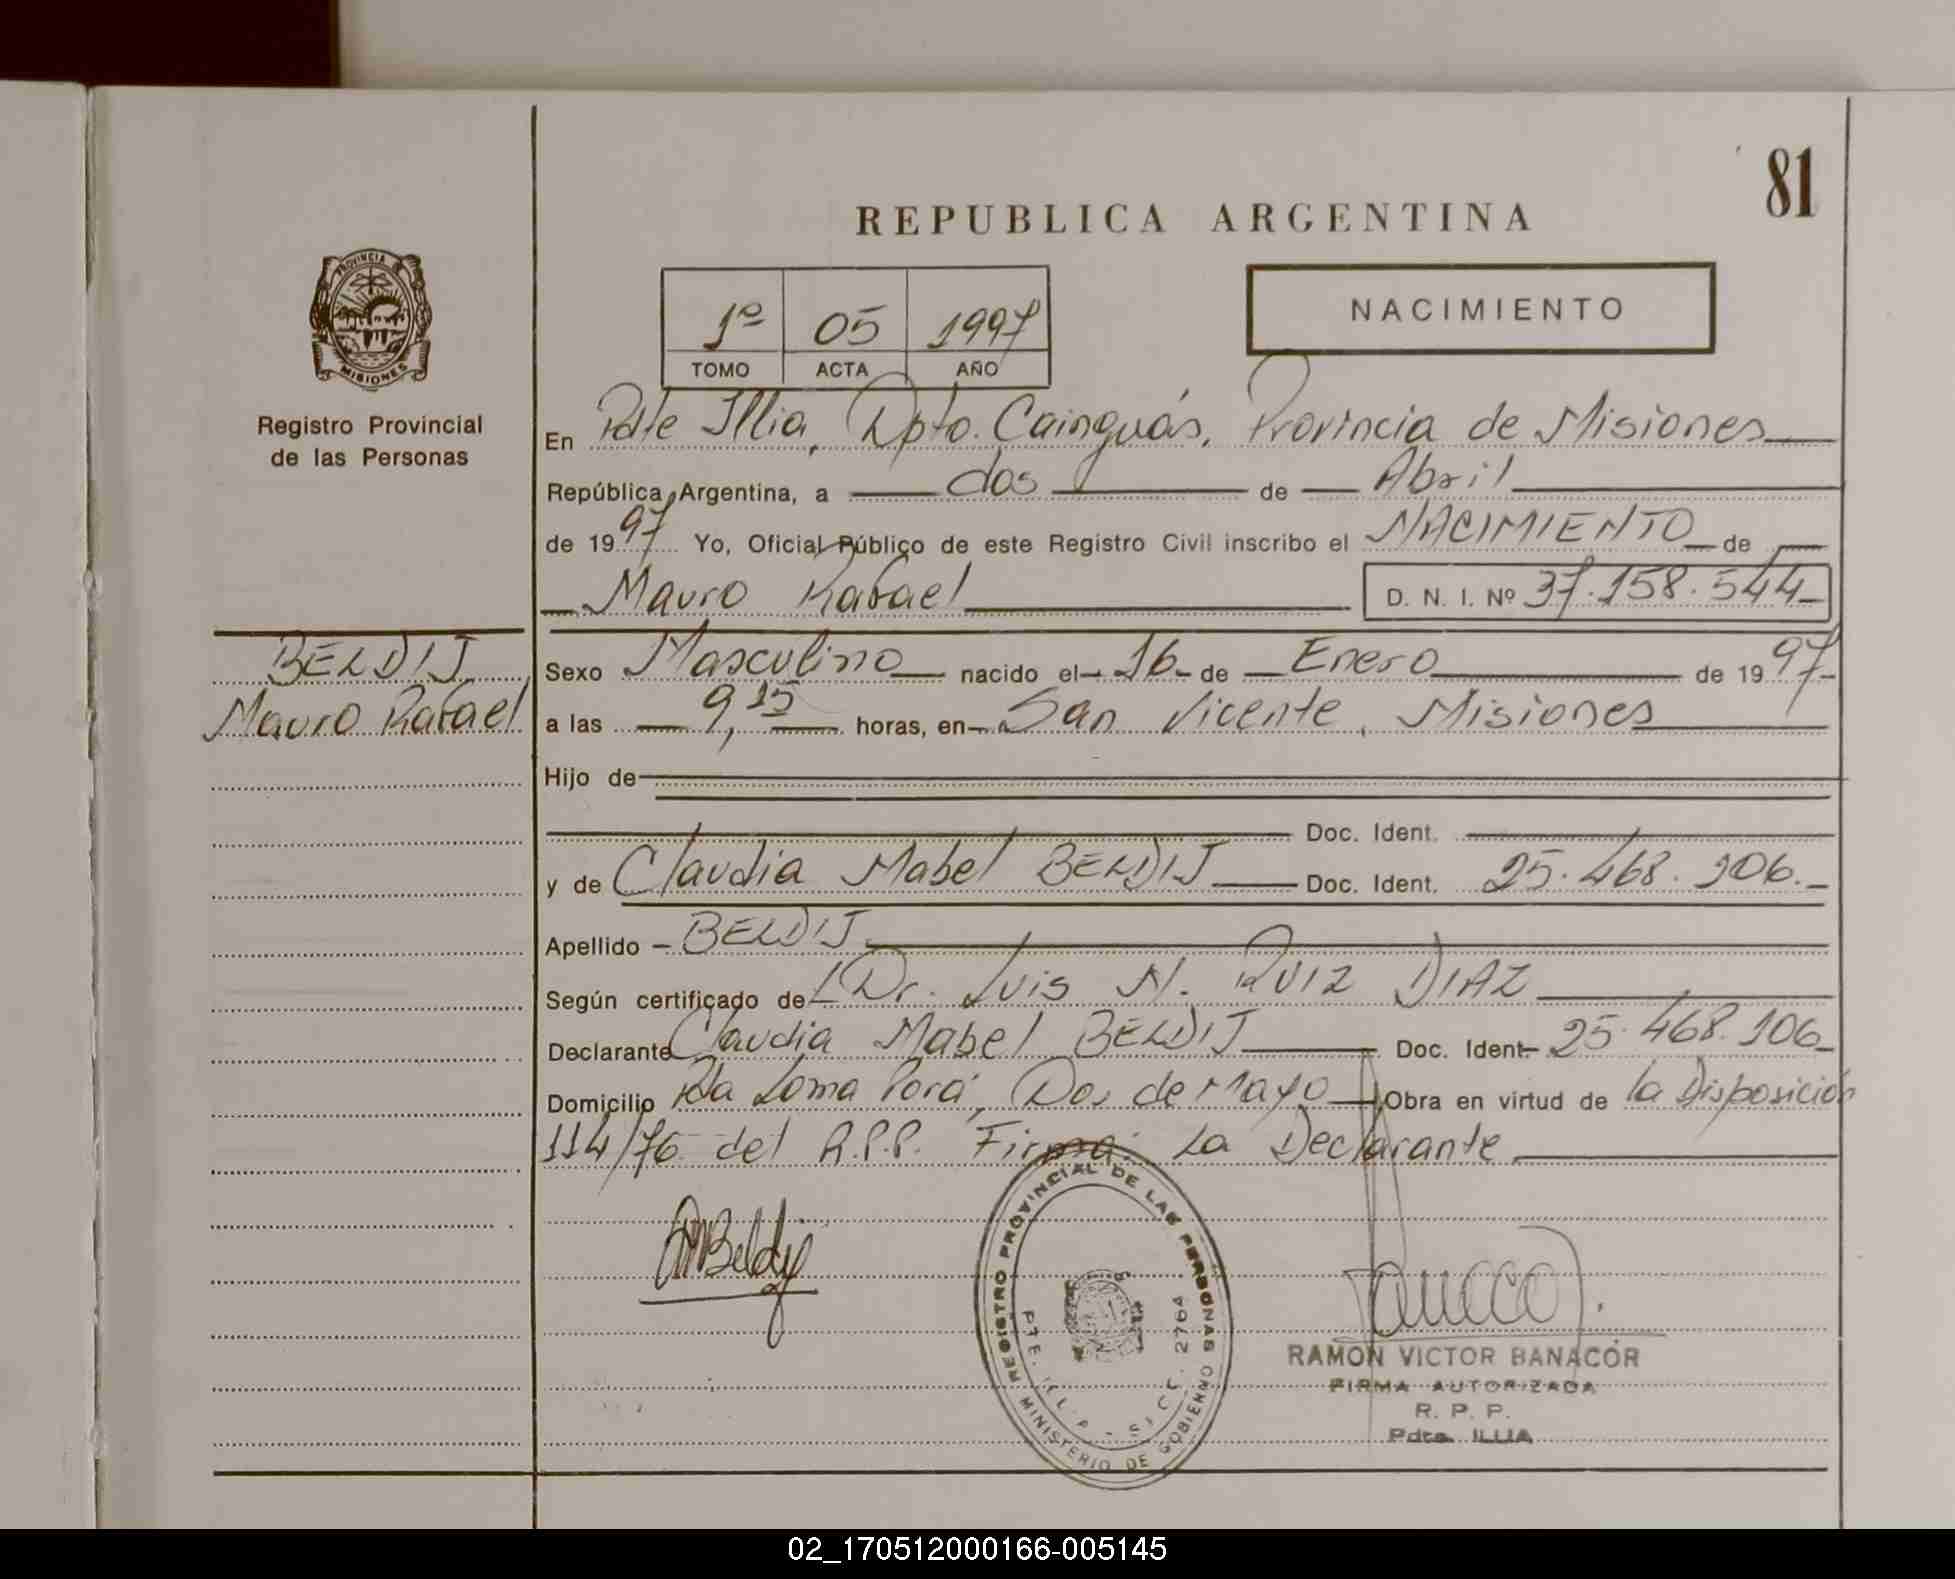 81
REPUBLICA ARGENTINA
PROVINCIA DE
MISIONES
Registro Provincial
de las Personas
1º 05 1997
TOMO ACTA AÑO
NACIMIENTO
En Pdte Illia, Dpto. Cainguás, Provincia de Misiones
República Argentina, a dos de Abril
de 1997 Yo, Oficial Público de este Registro Civil inscribo el NACIMIENTO de
Mauro Rafael D. N. I. Nº 37.158.544
BELDIJ
Mauro Rafael
Sexo Masculino nacido el 16 de Enero de 1997
a las 9,15 horas, en San Vicente, Misiones
Hijo de
Doc. Ident.
y de Claudia Mabel BELDIJ Doc. Ident. 25.468.106.
Apellido BELDIJ
Según certificado del Dr. Luis N. RUIZ DIAZ
Declarante Claudia Mabel BELDIJ Doc. Ident 25.468.106
Domicilio Pda Loma Porá, Dos de Mayo Obra en virtud de la Disposición
114/76 del R.P.P. Firma: La Declarante
Beldij
REGISTRO PROVINCIAL DE LAS PERSONAS
MINISTERIO DE GOBIERNO
PTE. ILLIA - SICC. 2764
RAMON VICTOR BANACOR
FIRMA AUTORIZADA
R. P. P.
Pdte. ILLIA
02_170512000166-005145